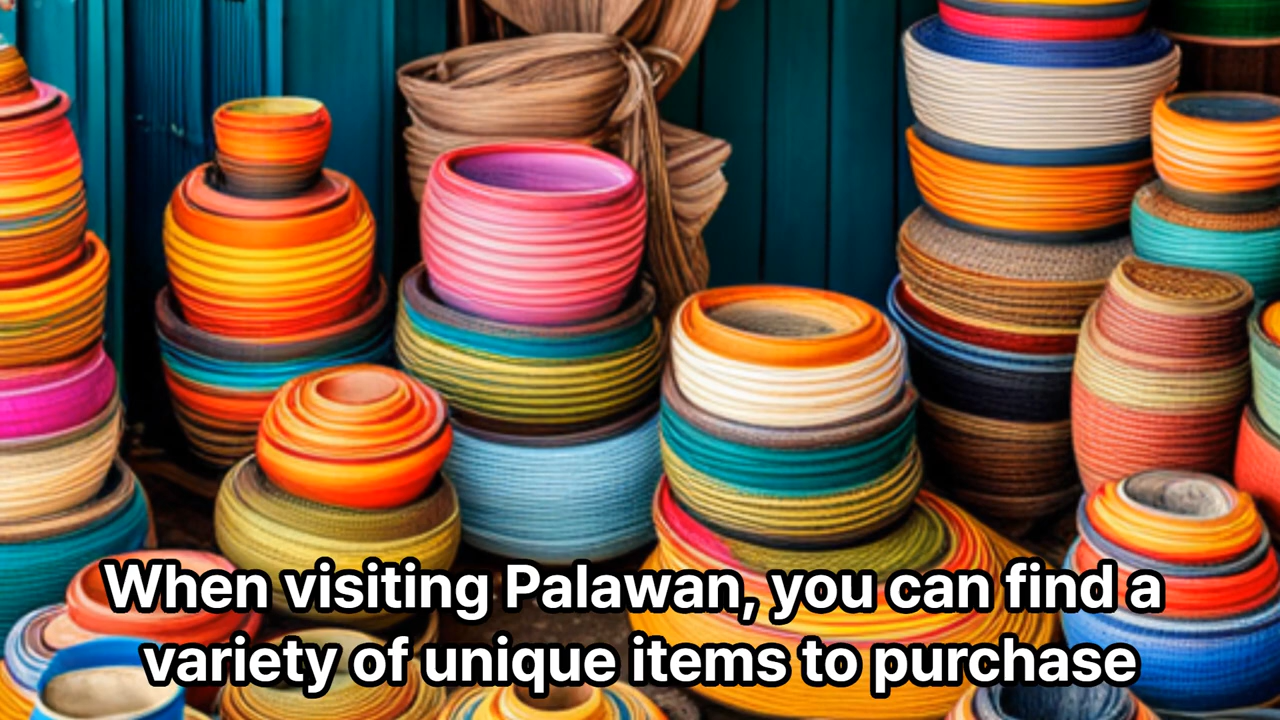 When visiting Palawan, you can find a
variety of unique items to purchase